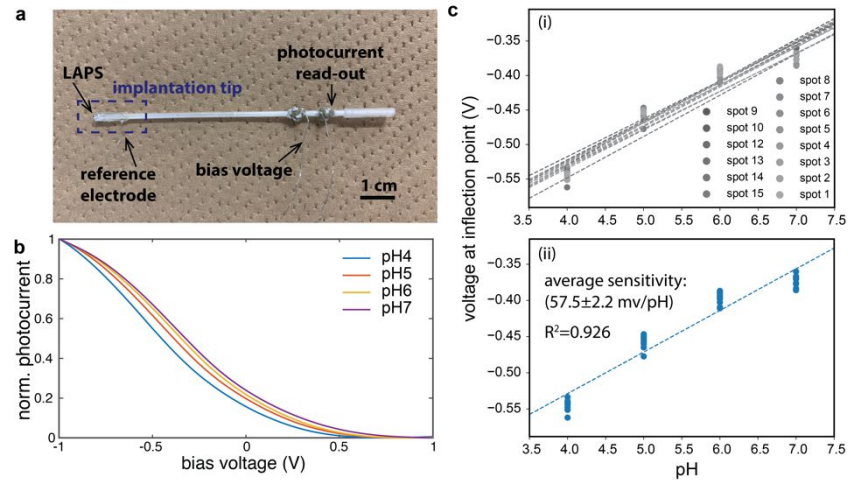 a
LAPS
implantation tip
photocurrent
read-out
reference
electrode
bias voltage
1 cm
b
norm. photocurrent
1
0.8
0.6
0.4
0.2
0
-1
-0.5
0
0.5
1
bias voltage (V)
pH4
pH5
pH6
pH7
c
voltage at inflection point (V)
(i)
−0.35
−0.40
−0.45
−0.50
−0.55
spot 9
spot 10
spot 12
spot 13
spot 14
spot 15
spot 8
spot 7
spot 6
spot 5
spot 4
spot 3
spot 2
spot 1
3.5 4.0 4.5 5.0 5.5 6.0 6.5 7.0 7.5
(ii)
−0.35
−0.40
−0.45
−0.50
−0.55
average sensitivity:
(57.5±2.2 mv/pH)
R²=0.926
3.5 4.0 4.5 5.0 5.5 6.0 6.5 7.0 7.5
pH